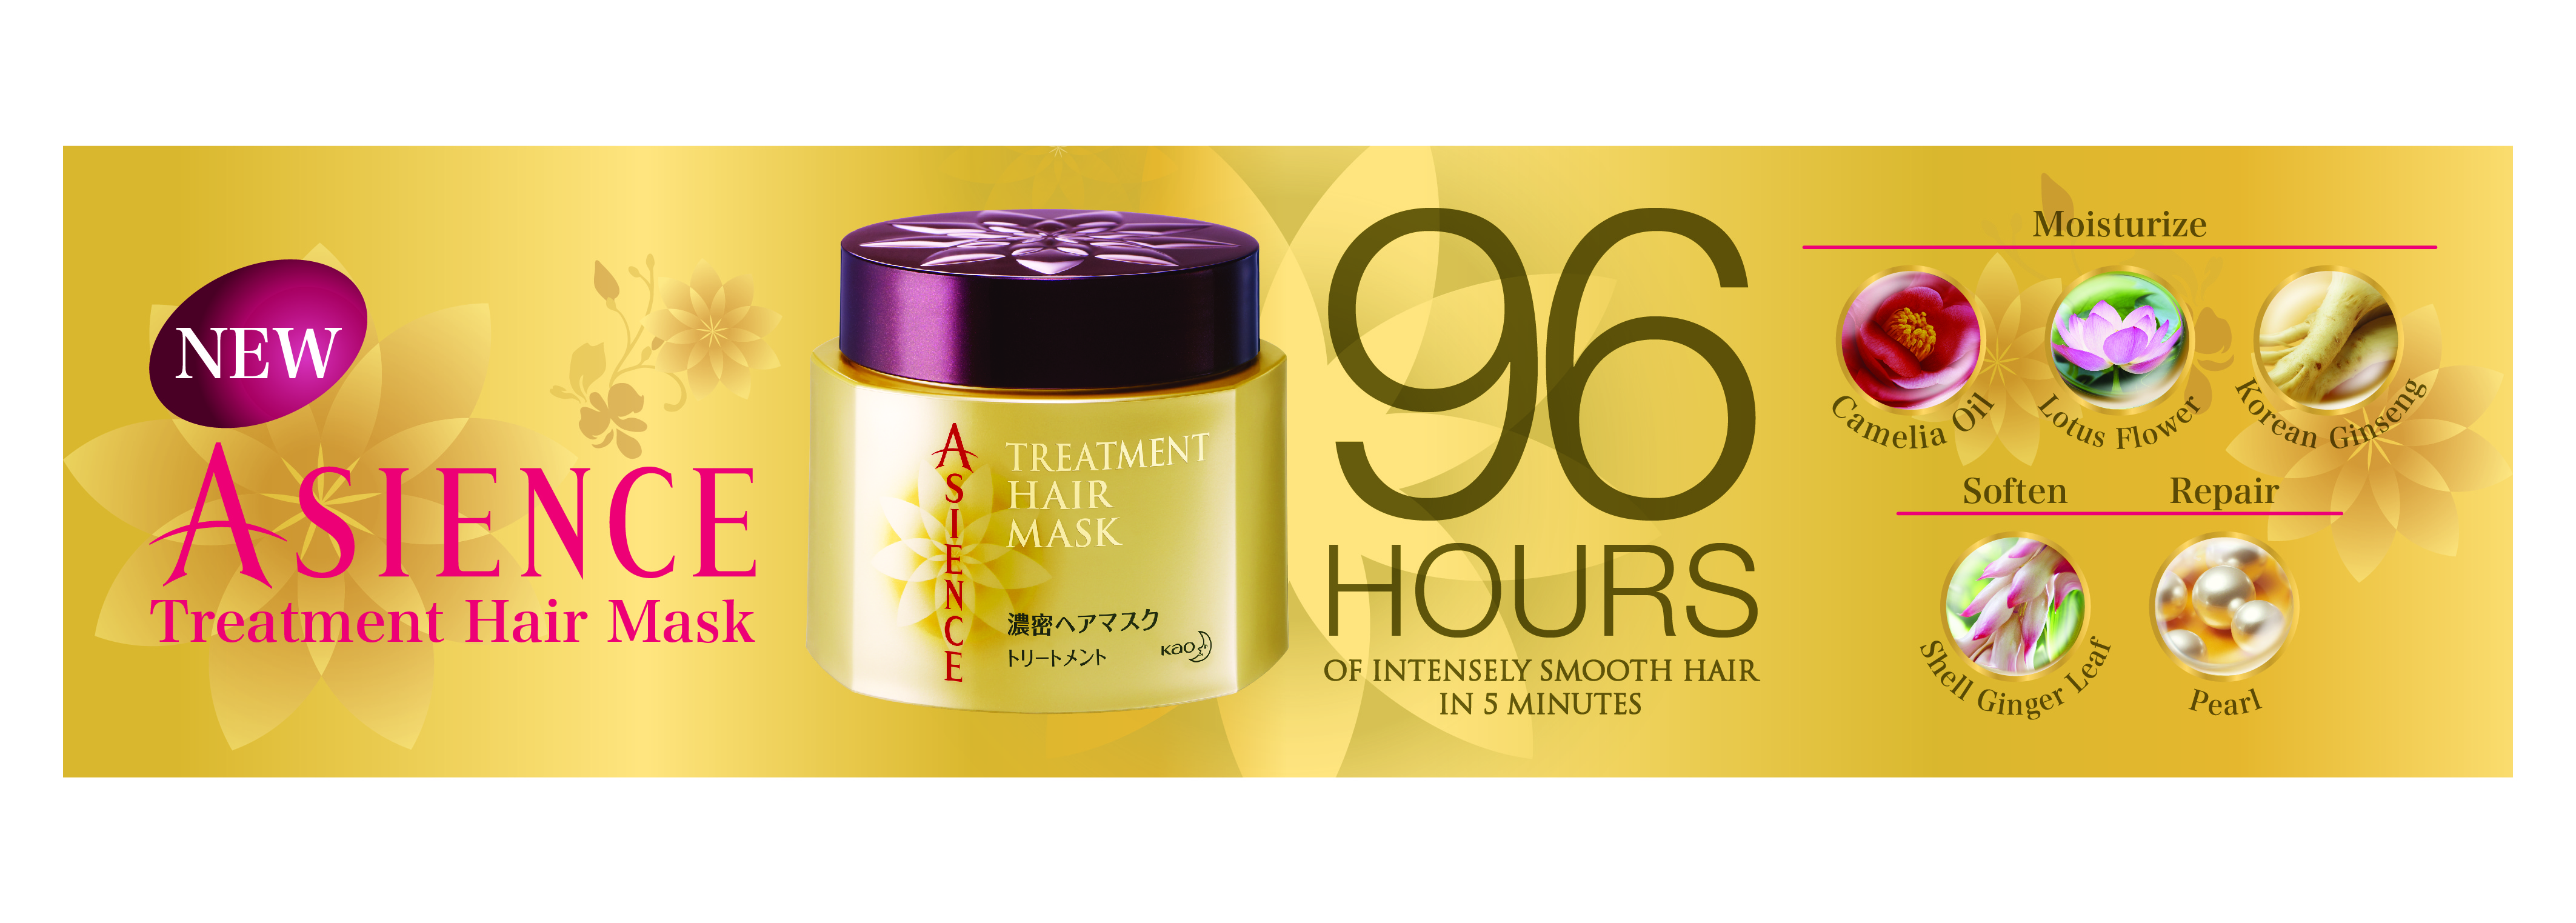 NEW
ASIENCE
Treatment Hair Mask
ASIENCE
TREATMENT
HAIR
MASK
濃密ヘアマスク
トリートメント
Kao
96
HOURS
OF INTENSELY SMOOTH HAIR
IN 5 MINUTES
Moisturize
Camelia Oil
Lotus Flower
Korean Ginseng
Soften
Repair
Shell Ginger Leaf
Pearl